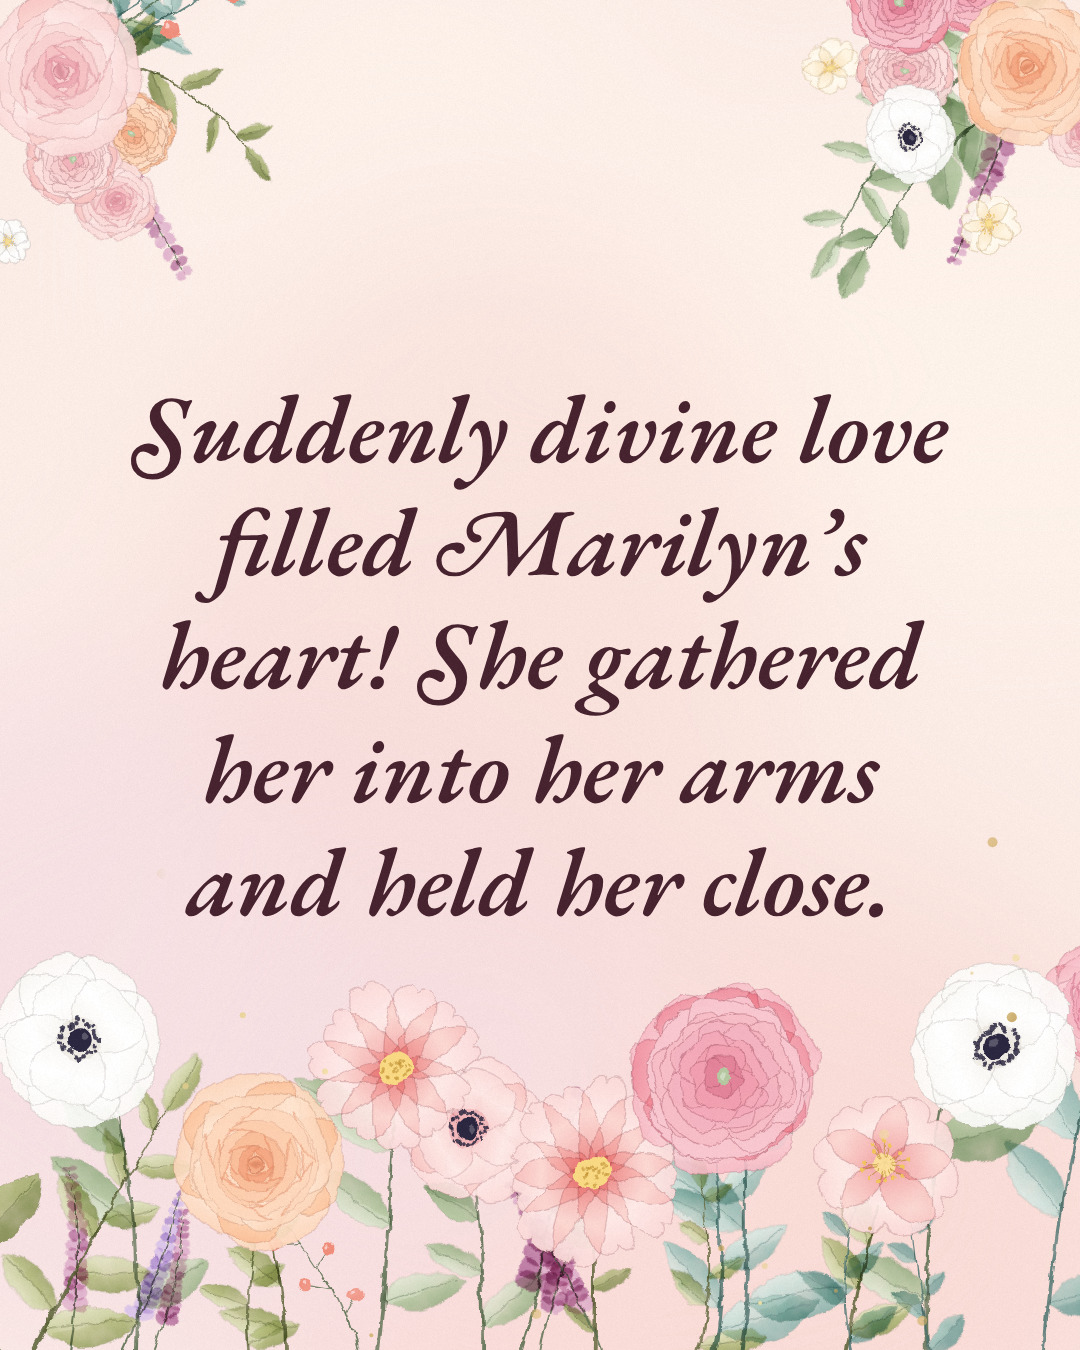 Suddenly divine love
filled Marilyn’s
heart! She gathered
her into her arms
and held her close.